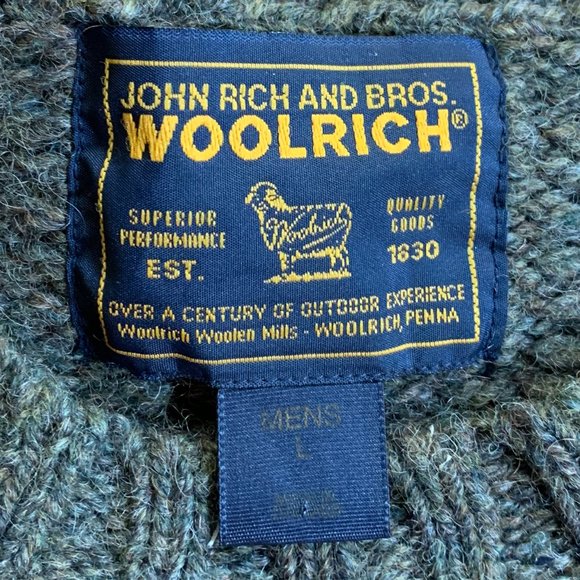 JOHN RICH AND BROS.
WOOLRICH®
SUPERIOR
PERFORMANCE
EST.
Woolrich
QUALITY
GOODS
1830
OVER A CENTURY OF OUTDOOR EXPERIENCE
Woolrich Woolen Mills - WOOLRICH, PENNA
MENS
L